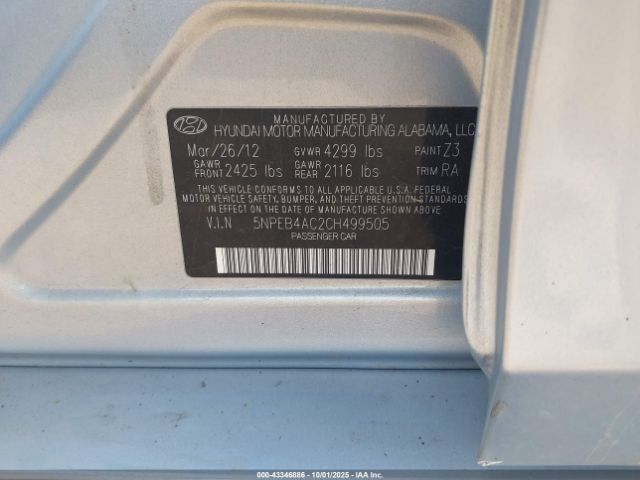 MANUFACTURED BY
HYUNDAI MOTOR MANUFACTURING ALABAMA, LLC
Mar/26/12 GVWR 4299 lbs PAINT Z3
GAWR FRONT 2425 lbs GAWR REAR 2116 lbs TRIM RA
THIS VEHICLE CONFORMS TO ALL APPLICABLE U.S.A. FEDERAL
MOTOR VEHICLE SAFETY, BUMPER, AND THEFT PREVENTION
STANDARDS IN EFFECT ON THE DATE OF MANUFACTURE SHOWN ABOVE.
V.I.N 5NPEB4AC2CH499505
PASSENGER CAR
000-43346886 - 10/01/2025 - IAAI.COM